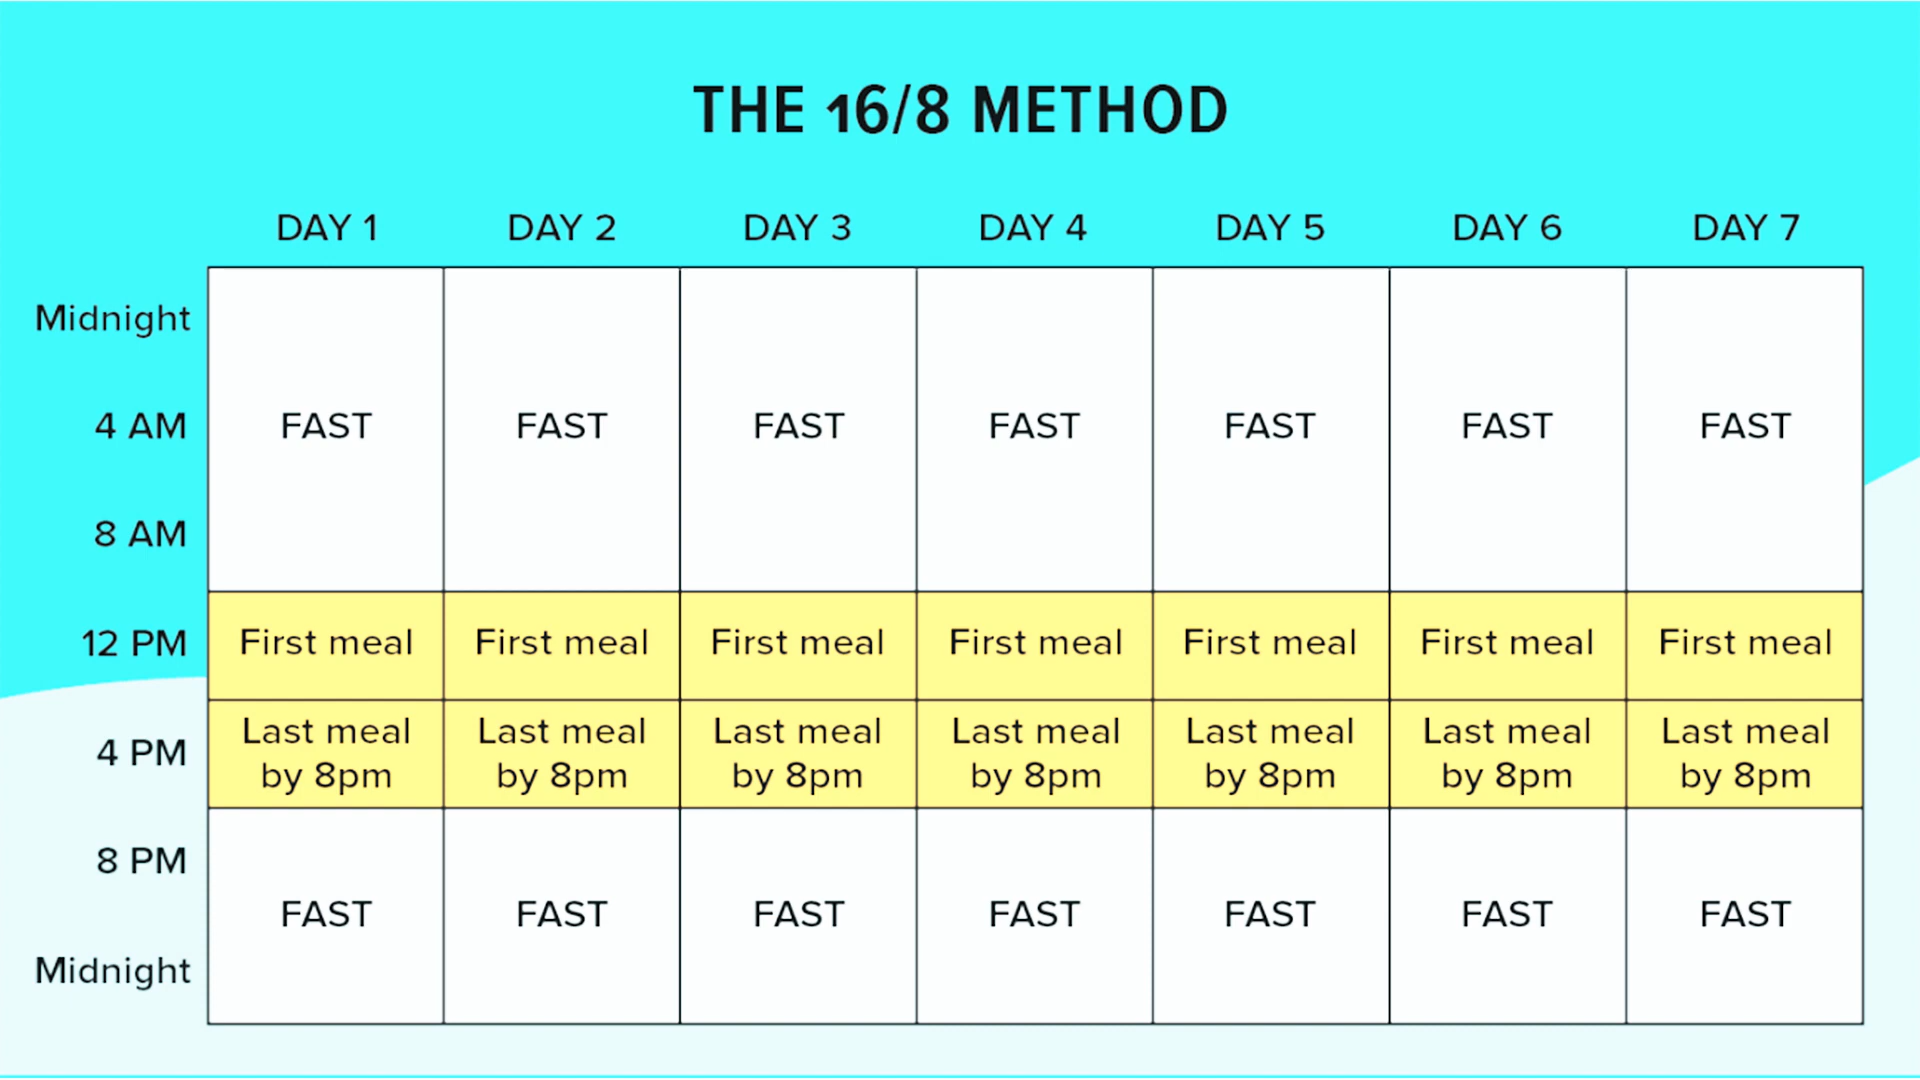 THE 16/8 METHOD
DAY 1 DAY 2 DAY 3 DAY 4 DAY 5 DAY 6 DAY 7
Midnight
4 AM FAST FAST FAST FAST FAST FAST FAST
8 AM
12 PM First meal First meal First meal First meal First meal First meal First meal
4 PM Last meal by 8pm Last meal by 8pm Last meal by 8pm Last meal by 8pm Last meal by 8pm Last meal by 8pm Last meal by 8pm
8 PM
FAST FAST FAST FAST FAST FAST FAST
Midnight